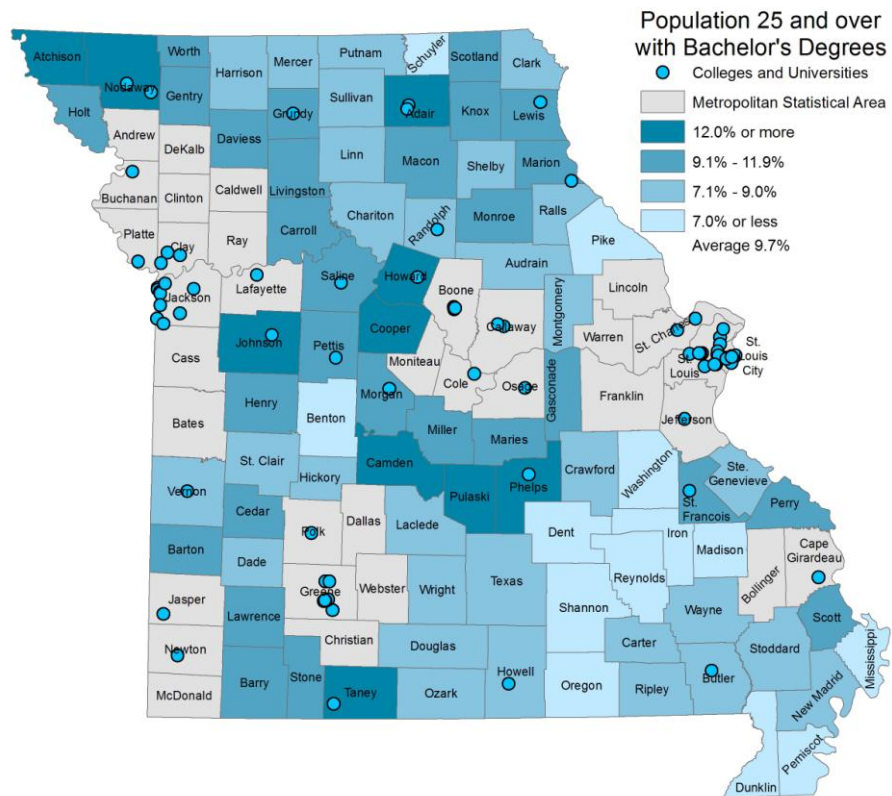 Population 25 and over
with Bachelor's Degrees
Colleges and Universities
Metropolitan Statistical Area
12.0% or more
9.1% - 11.9%
7.1% - 9.0%
7.0% or less
Average 9.7%
Atchison
Nodaway
Worth
Harrison
Mercer
Putnam
Schuyler
Scotland
Clark
Holt
Gentry
Sullivan
Adair
Knox
Lewis
Andrew
DeKalb
Daviess
Grundy
Linn
Macon
Shelby
Marion
Buchanan
Clinton
Caldwell
Livingston
Chariton
Randolph
Monroe
Ralls
Pike
Platte
Clay
Ray
Carroll
Saline
Howard
Boone
Audrain
Lincoln
Jackson
Lafayette
Cooper
Callaway
Montgomery
Warren
St. Charles
St.
Louis
St.
Louis
City
Cass
Johnson
Pettis
Moniteau
Cole
Osage
Gasconade
Franklin
Jefferson
Bates
Henry
Benton
Morgan
Miller
Maries
St. Clair
Hickory
Camden
Pulaski
Phelps
Crawford
Washington
Ste.
Genevieve
St.
Francois
Perry
Vernon
Cedar
Polk
Dallas
Laclede
Dent
Iron
Madison
Cape
Girardeau
Bollinger
Barton
Dade
Greene
Webster
Wright
Texas
Shannon
Reynolds
Wayne
Scott
Mississippi
Jasper
Lawrence
Christian
Douglas
Carter
Stoddard
Newton
Howell
Butler
New Madrid
McDonald
Barry
Stone
Taney
Ozark
Oregon
Ripley
Dunklin
Pemiscot